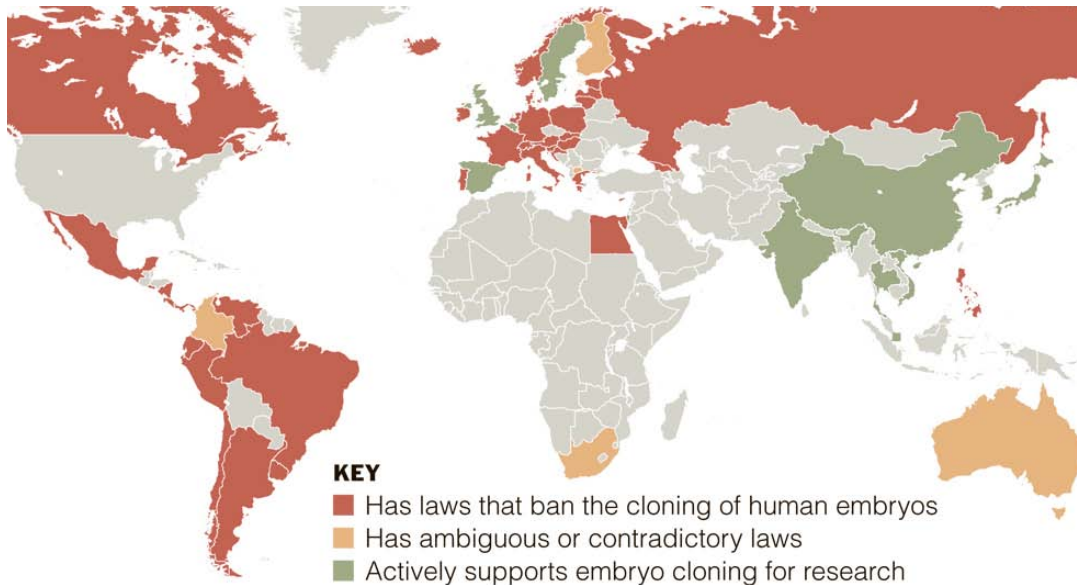 KEY
Has laws that ban the cloning of human embryos
Has ambiguous or contradictory laws
Actively supports embryo cloning for research